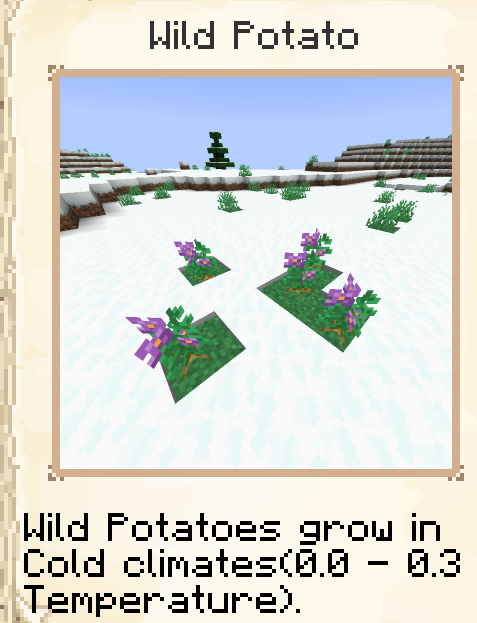 Wild Potato
Wild Potatoes grow in
Cold climates(0.0 - 0.3
Temperature).